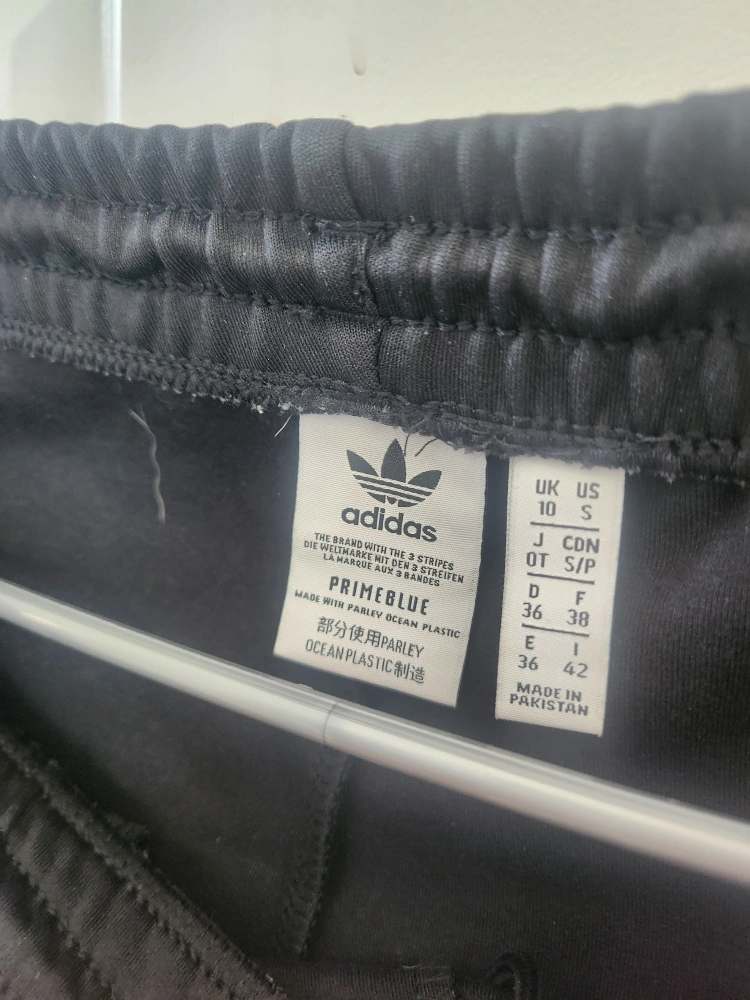 adidas
THE BRAND WITH THE 3 STRIPES
DIE WELTMARKE MIT DEN 3 STREIFEN
LA MARQUE AUX 3 BANDES
PRIMEBLUE
MADE WITH PARLEY OCEAN PLASTIC
部分使用PARLEY
OCEAN PLASTIC制造
UK US
10 S
J CDN
OT S/P
D F
36 38
E I
36 42
MADE IN
PAKISTAN